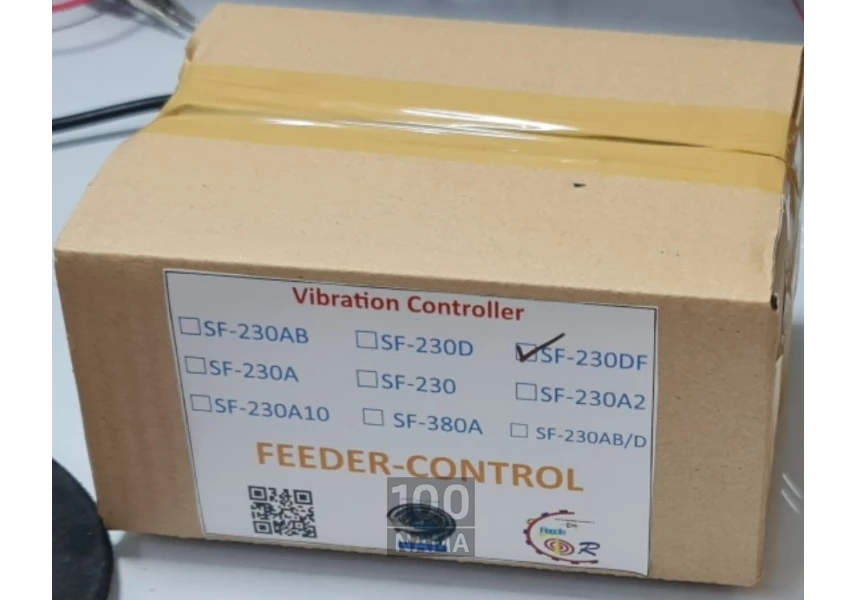 Vibration Controller
SF-230AB SF-230D SF-230DF
SF-230A SF-230 SF-230A2
SF-230A10 SF-380A SF-230AB/D
FEEDER-CONTROL
100
NAMA
R